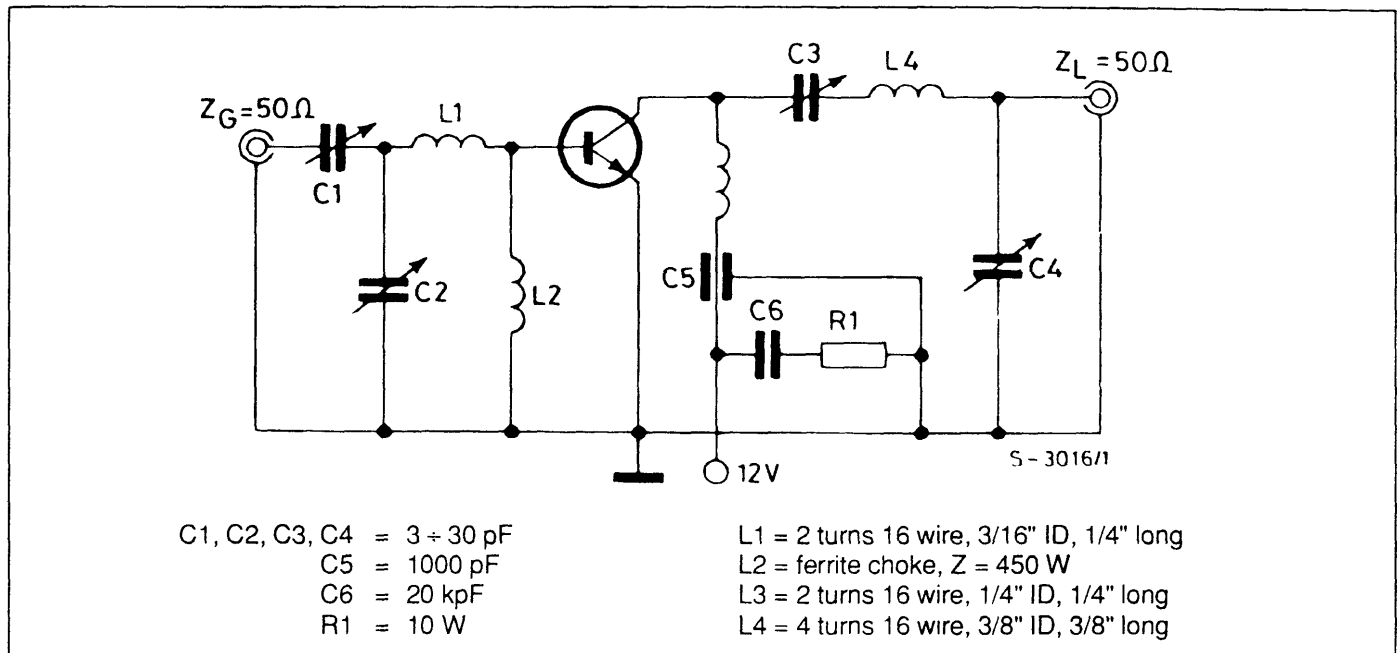 C3
L4
Z_L = 50Ω
Z_G = 50Ω
L1
C1
C2
L2
C5
C6
R1
C4
S - 3016/1
12V
C1, C2, C3, C4 = 3 ÷ 30 pF
C5 = 1000 pF
C6 = 20 kpF
R1 = 10 W
L1 = 2 turns 16 wire, 3/16" ID, 1/4" long
L2 = ferrite choke, Z = 450 W
L3 = 2 turns 16 wire, 1/4" ID, 1/4" long
L4 = 4 turns 16 wire, 3/8" ID, 3/8" long